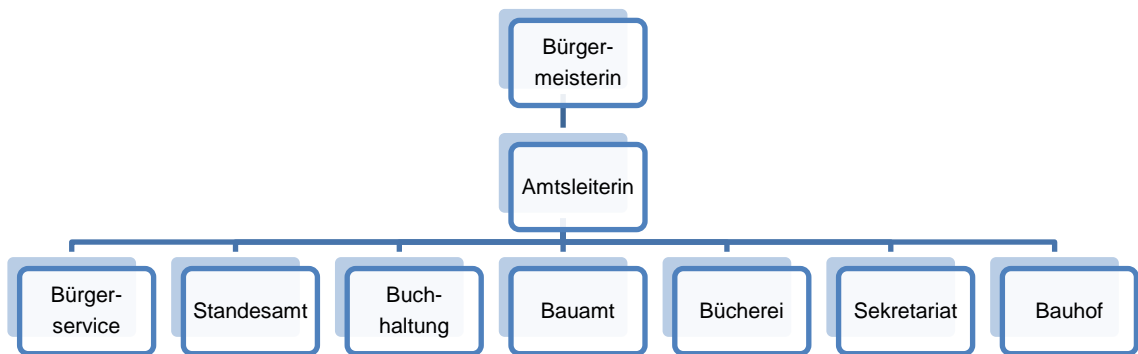 Bürger-
meisterin
Amtsleiterin
Bürger-
service
Standesamt
Buch-
haltung
Bauamt
Bücherei
Sekretariat
Bauhof